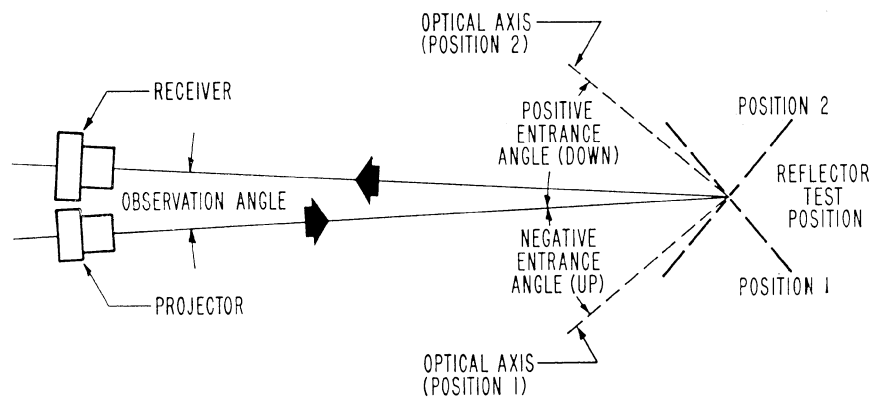 OPTICAL AXIS
(POSITION 2)
RECEIVER
POSITIVE
ENTRANCE
ANGLE (DOWN)
POSITION 2
OBSERVATION ANGLE
REFLECTOR
TEST
POSITION
NEGATIVE
ENTRANCE
ANGLE (UP)
POSITION 1
PROJECTOR
OPTICAL AXIS
(POSITION 1)